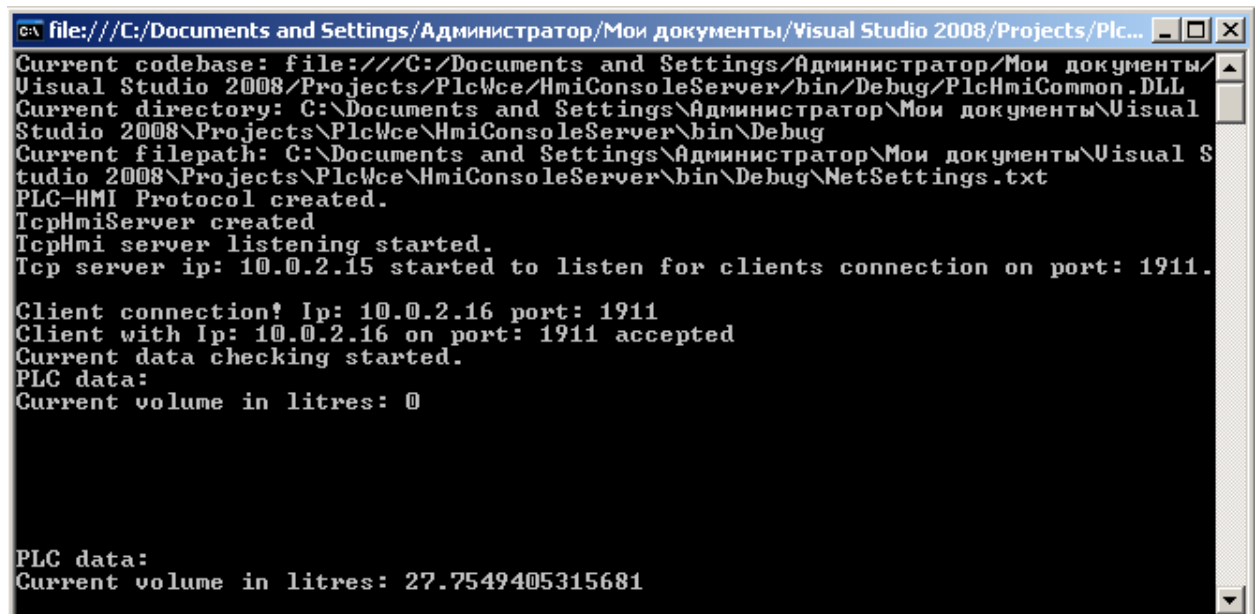 file:///C:/Documents and Settings/Администратор/Мои документы/Visual Studio 2008/Projects/Plc...
Current codebase: file:///C:/Documents and Settings/Администратор/Мои документы/
Visual Studio 2008/Projects/PlcWce/HmiConsoleServer/bin/Debug/PlcHmiCommon.DLL
Current directory: C:\Documents and Settings\Администратор\Мои документы\Visual
Studio 2008\Projects\PlcWce\HmiConsoleServer\bin\Debug
Current filepath: C:\Documents and Settings\Администратор\Мои документы\Visual S
tudio 2008\Projects\PlcWce\HmiConsoleServer\bin\Debug\NetSettings.txt
PLC-HMI Protocol created.
TcpHmiServer created
TcpHmi server listening started.
Tcp server ip: 10.0.2.15 started to listen for clients connection on port: 1911.
Client connection! Ip: 10.0.2.16 port: 1911
Client with Ip: 10.0.2.16 on port: 1911 accepted
Current data checking started.
PLC data:
Current volume in litres: 0
PLC data:
Current volume in litres: 27.7549405315681